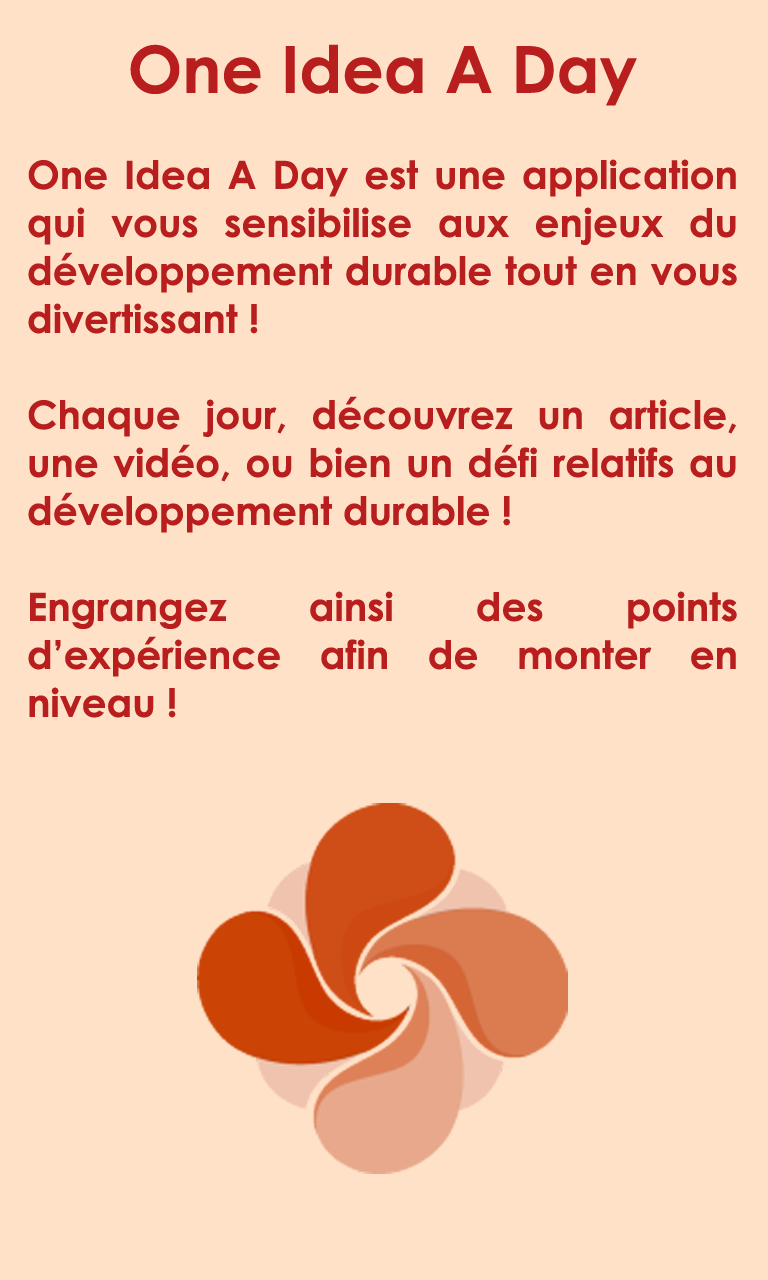 One Idea A Day
One Idea A Day est une application
qui vous sensibilise aux enjeux du
développement durable tout en vous
divertissant !
Chaque jour, découvrez un article,
une vidéo, ou bien un défi relatifs au
développement durable !
Engrangez ainsi des points
d’expérience afin de monter en
niveau !